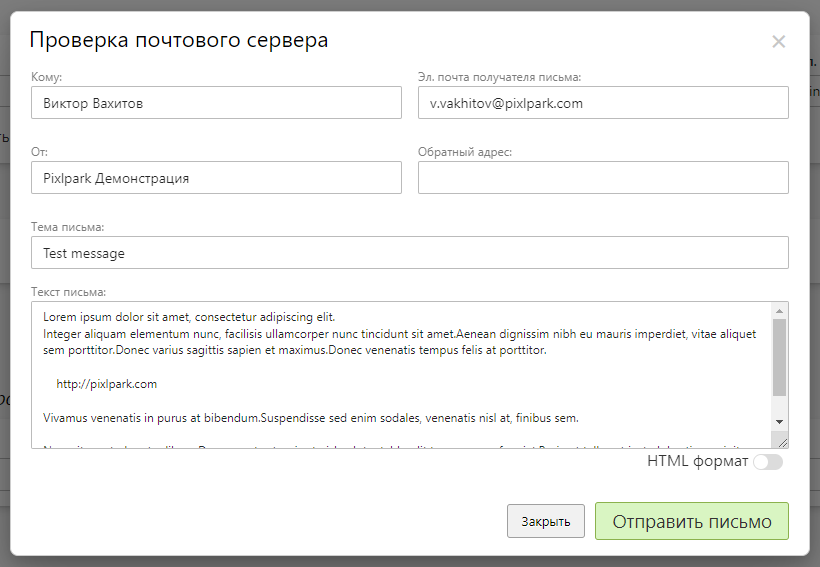 Проверка почтового сервера
Кому:
Эл. почта получателя письма:
Виктор Вахитов
v.vakhitov@pixlpark.com
От:
Обратный адрес:
Pixlpark Демонстрация
Тема письма:
Test message
Текст письма:
Lorem ipsum dolor sit amet, consectetur adipiscing elit.
Integer aliquam elementum nunc, facilisis ullamcorper nunc tincidunt sit amet.Aenean dignissim nibh eu mauris imperdiet, vitae aliquet
sem porttitor.Donec varius sagittis sapien et maximus.Donec venenatis tempus felis at porttitor.
http://pixlpark.com
Vivamus venenatis in purus at bibendum.Suspendisse sed enim sodales, venenatis nisl at, finibus sem.
HTML формат
Закрыть
Отправить письмо